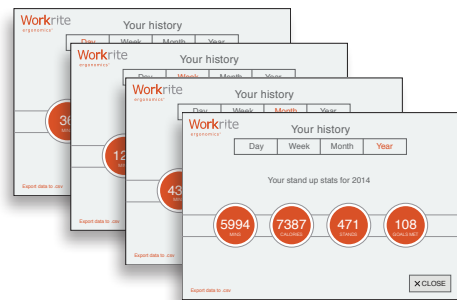 Workrite
ergonomics
Your history
Day
Workrite
ergonomics
Your history
Week
Month
Year
Day
Week
Workrite
ergonomics
Your history
Month
Year
Day
Week
Month
Year
Workrite
Your history
Day Week Month Year
Your stand up stats for 2014
5994 7387 471 108
MINS CALORIES STANDS GOALS MET
Export data to .csv
Export data to .csv
Export data to .csv
Export data to .csv
X CLOSE